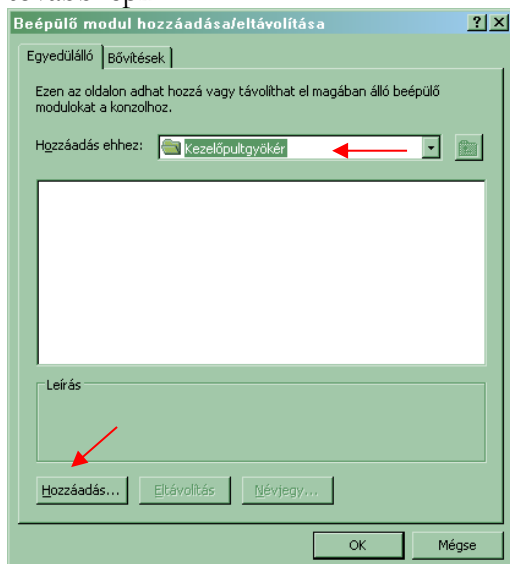 Beépülő modul hozzáadása/eltávolítása
Egyedülálló Bővítések
Ezen az oldalon adhat hozzá vagy távolíthat el magában álló beépülő
modulokat a konzolhoz.
Hozzáadás ehhez: Kezelőpultgyökér
Leírás
Hozzáadás... Eltávolítás Névjegy...
OK Mégse